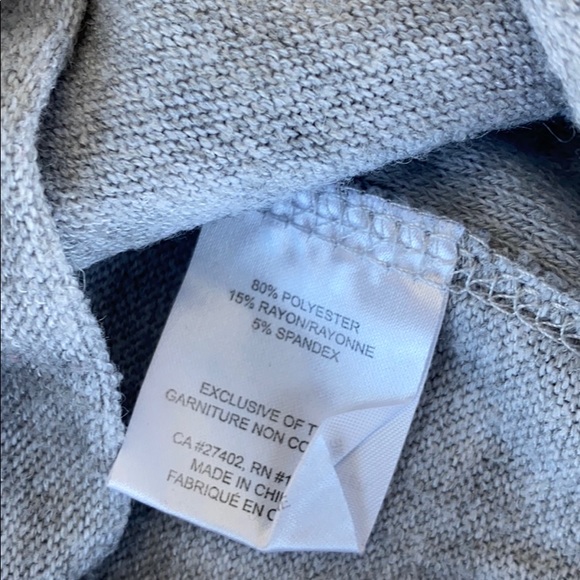 80% POLYESTER
15% RAYON/RAYONNE
5% SPANDEX
EXCLUSIVE OF
GARNITURE NON
CA #27402, RN
MADE IN
FABRIQUÉ EN